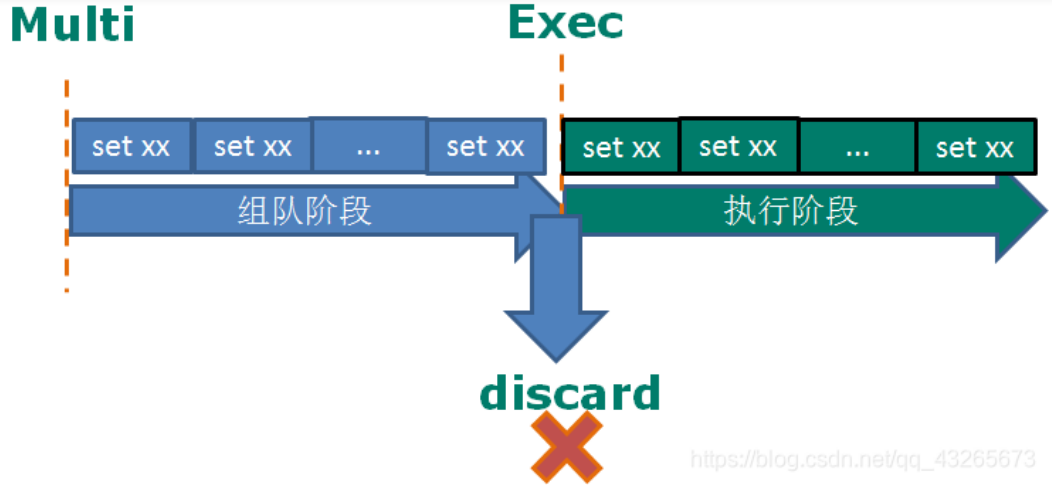 Multi
Exec
set xx set xx ... set xx set xx set xx ... set xx
组队阶段 执行阶段
discard
https://blog.csdn.net/qq_43265673